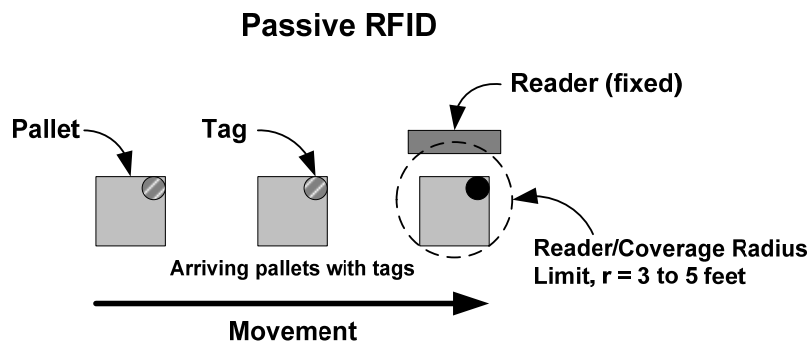 Passive RFID
Reader (fixed)
Pallet
Tag
Reader/Coverage Radius
Limit, r = 3 to 5 feet
Arriving pallets with tags
Movement